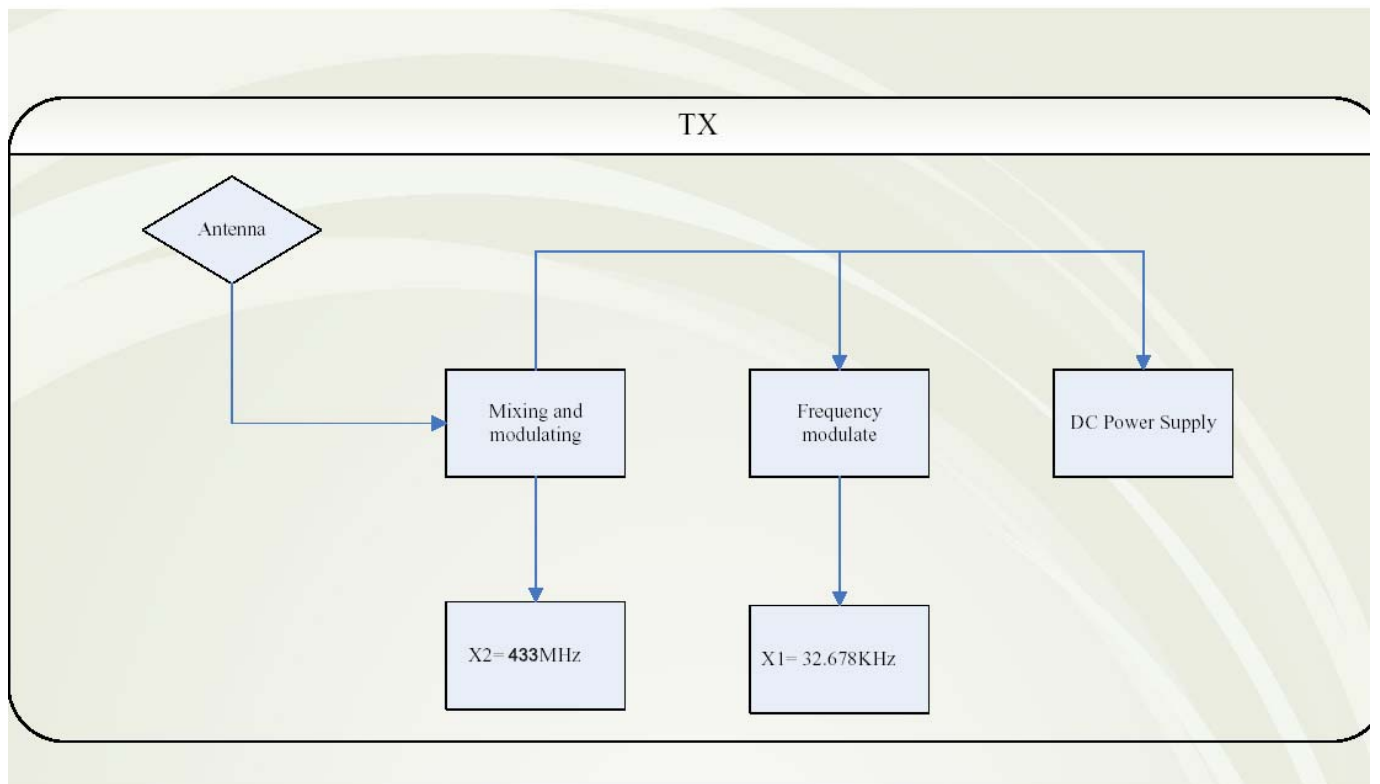 TX
Antenna
Mixing and
modulating
Frequency
modulate
DC Power Supply
X2= 433MHz
X1= 32.678KHz